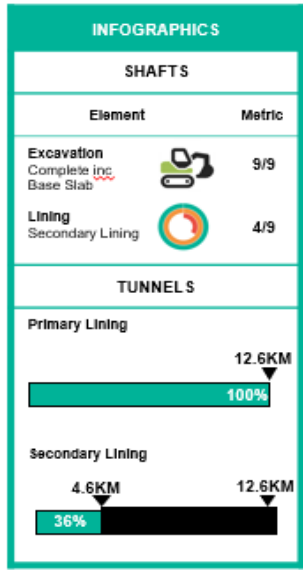 INFOGRAPHICS
SHAFTS
Element Metric
Excavation
Complete inc
Base Slab
9/9
Lining
Secondary Lining
4/9
TUNNELS
Primary Lining
12.6KM
100%
Secondary Lining
4.6KM 12.6KM
36%